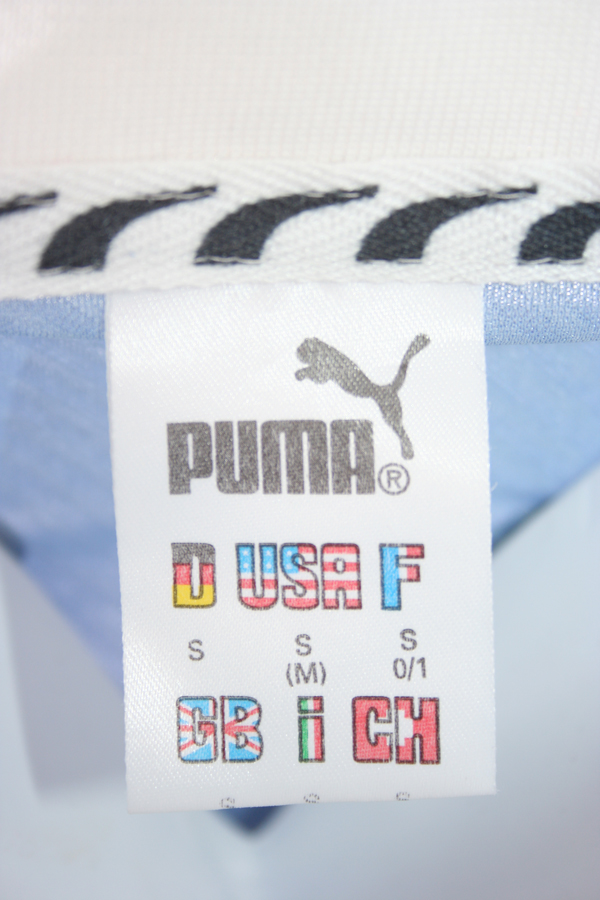 PUMA®
D USA F
S S S
(M) 0/1
GB i CH